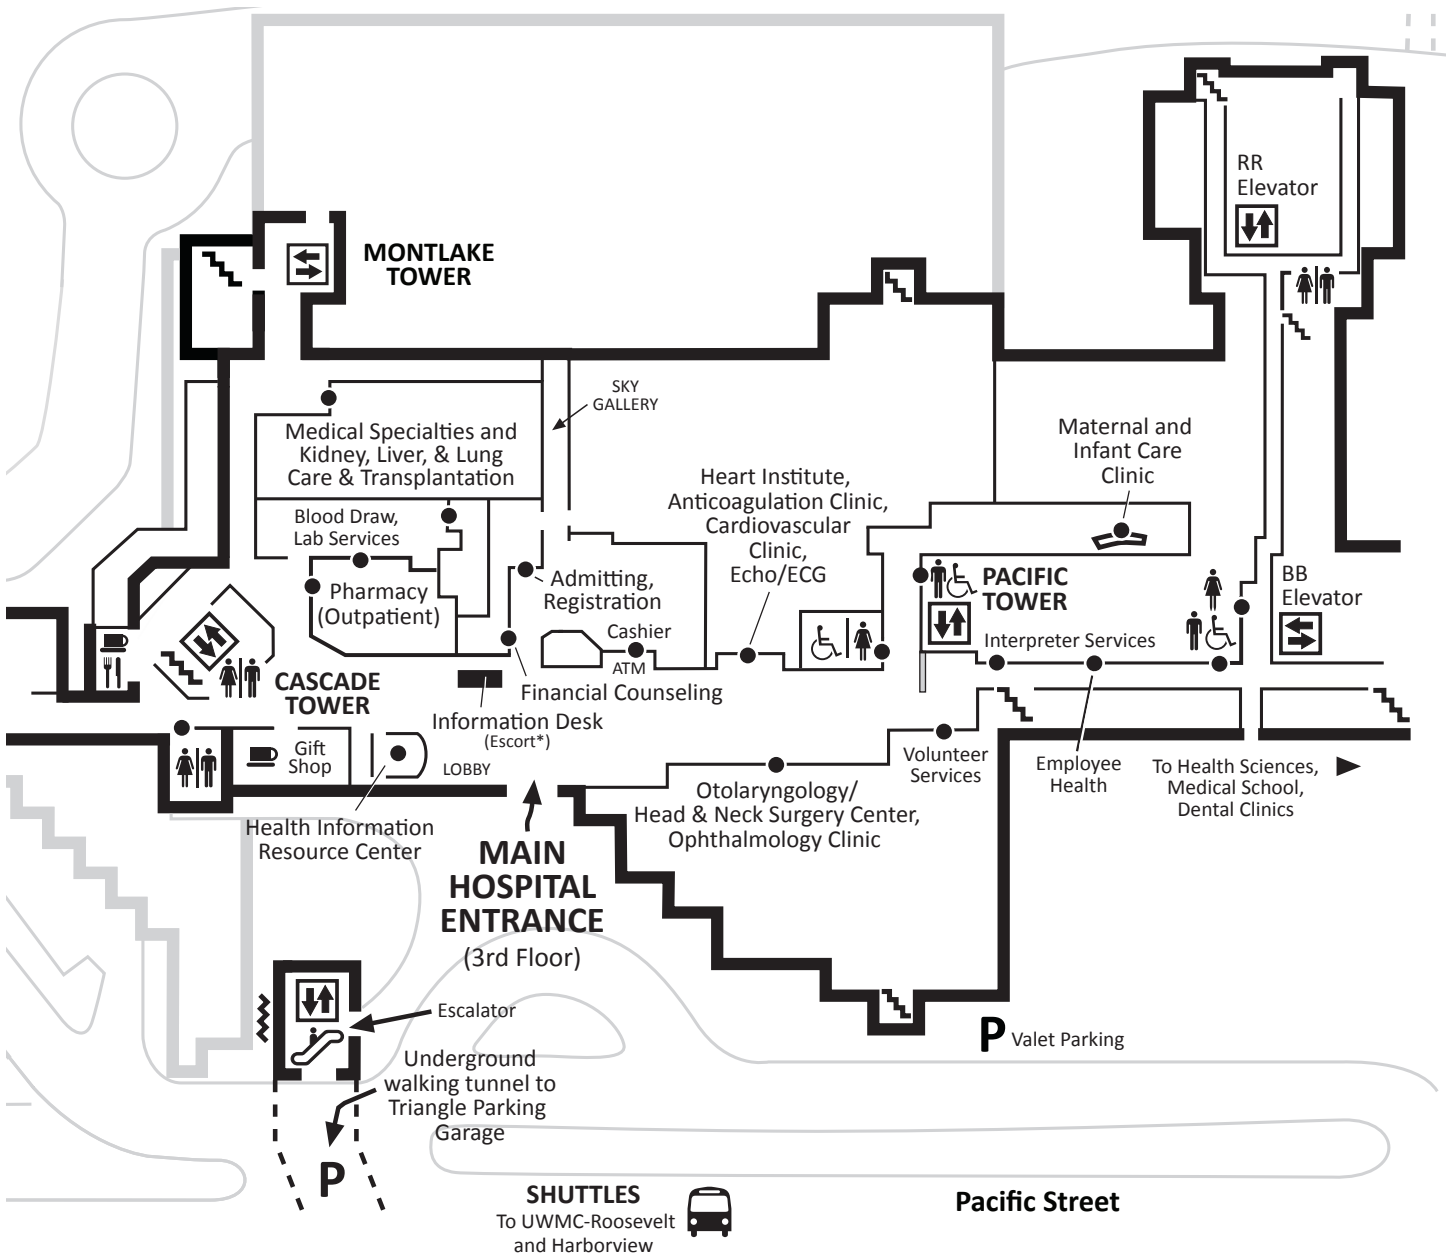 RR
Elevator
MONTLAKE
TOWER
SKY
GALLERY
Medical Specialties and
Kidney, Liver, & Lung
Care & Transplantation
Maternal and
Infant Care
Clinic
Heart Institute,
Anticoagulation Clinic,
Cardiovascular
Clinic,
Echo/ECG
Blood Draw,
Lab Services
Pharmacy
(Outpatient)
Admitting,
Registration
PACIFIC
TOWER
BB
Elevator
Cashier
ATM
Interpreter Services
CASCADE
TOWER
Financial Counseling
Information Desk
(Escort*)
Gift
Shop
LOBBY
Volunteer
Services
Employee
Health
To Health Sciences,
Medical School,
Dental Clinics
Otolaryngology/
Head & Neck Surgery Center,
Ophthalmology Clinic
Health Information
Resource Center
MAIN
HOSPITAL
ENTRANCE
(3rd Floor)
Escalator
P Valet Parking
Underground
walking tunnel to
Triangle Parking
Garage
P
SHUTTLES
To UWMC-Roosevelt
and Harborview
Pacific Street